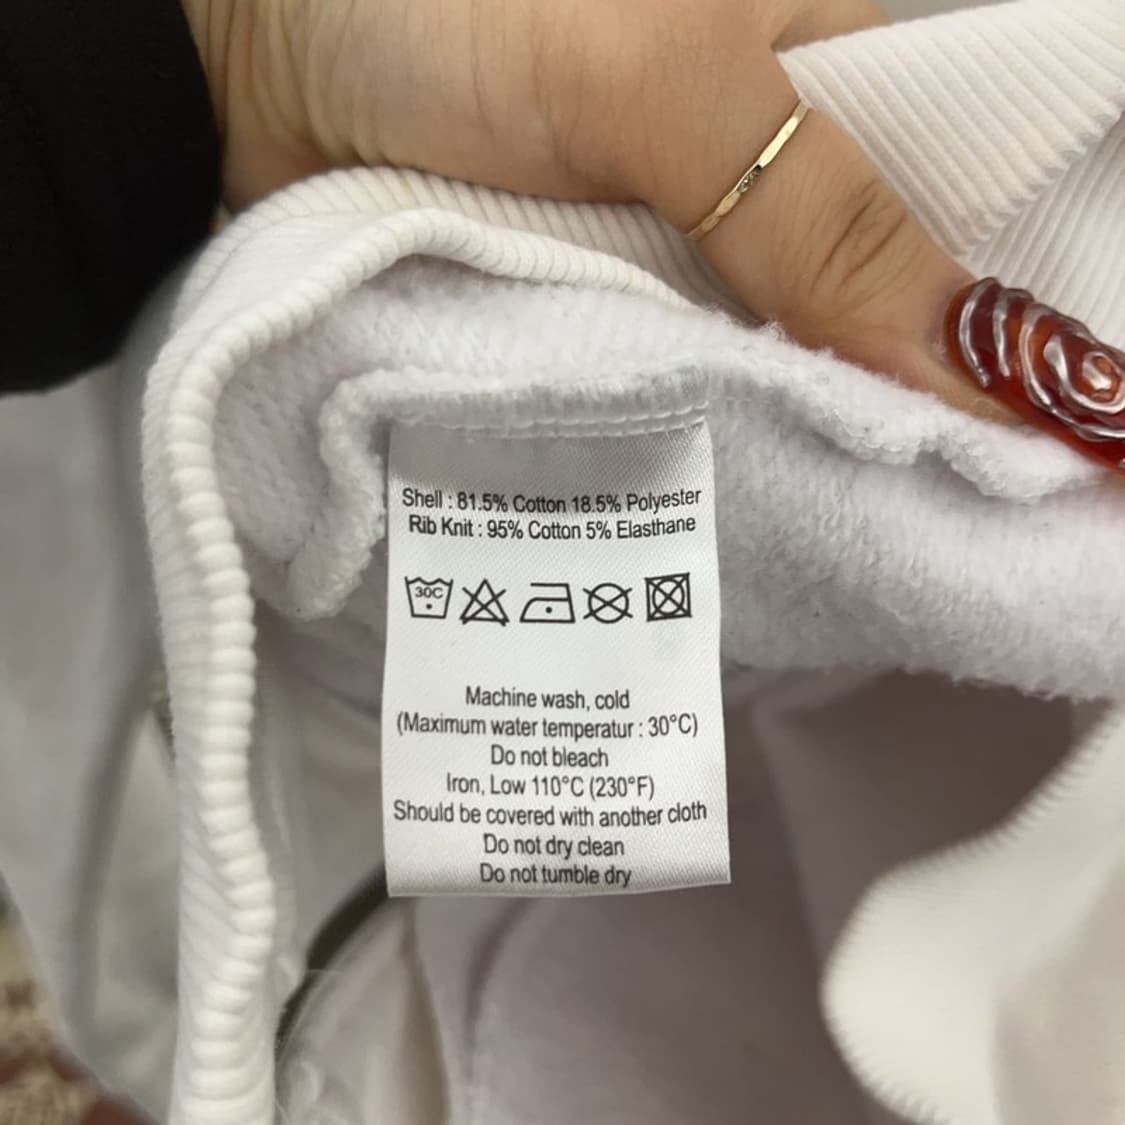 Shell : 81.5% Cotton 18.5% Polyester
Rib Knit : 95% Cotton 5% Elasthane
30C
Machine wash, cold
(Maximum water temperatur : 30°C)
Do not bleach
Iron, Low 110°C (230°F)
Should be covered with another cloth
Do not dry clean
Do not tumble dry